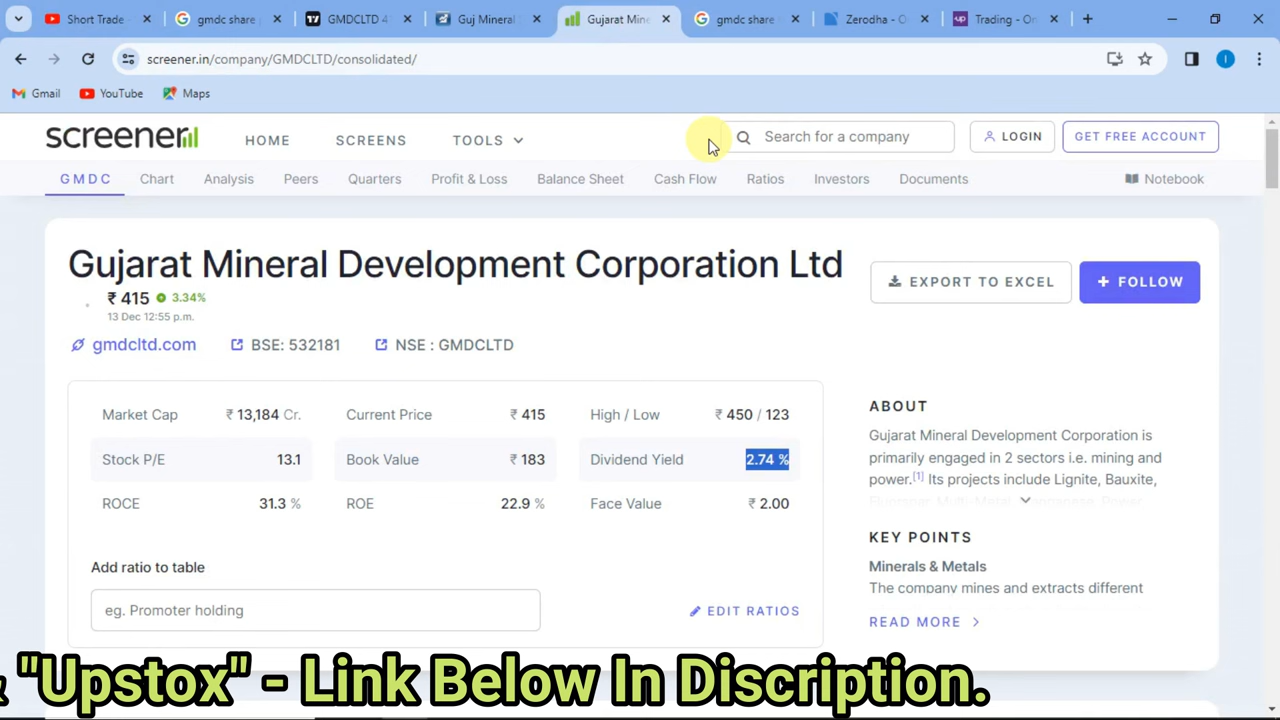 Short Trade -
gmdc share
GMDCLTD 4
Guj Mineral
Gujarat Mine
gmdc share
Zerodha - O
Trading - On
screener.in/company/GMDCLTD/consolidated/
Gmail YouTube Maps
screener HOME SCREENS TOOLS Search for a company LOGIN GET FREE ACCOUNT
GMDC Chart Analysis Peers Quarters Profit & Loss Balance Sheet Cash Flow Ratios Investors Documents Notebook
Gujarat Mineral Development Corporation Ltd
₹ 415 3.34%
13 Dec 12:55 p.m.
EXPORT TO EXCEL + FOLLOW
gmdcltd.com BSE: 532181 NSE : GMDCLTD
Market Cap ₹ 13,184 Cr. Current Price ₹ 415 High / Low ₹ 450 / 123
Stock P/E 13.1 Book Value ₹ 183 Dividend Yield 2.74 %
ROCE 31.3 % ROE 22.9 % Face Value ₹ 2.00
Add ratio to table
eg. Promoter holding
EDIT RATIOS
ABOUT
Gujarat Mineral Development Corporation is
primarily engaged in 2 sectors i.e. mining and
power.[1] Its projects include Lignite, Bauxite,
KEY POINTS
Minerals & Metals
The company mines and extracts different
READ MORE >
& "Upstox" - Link Below In Discription.